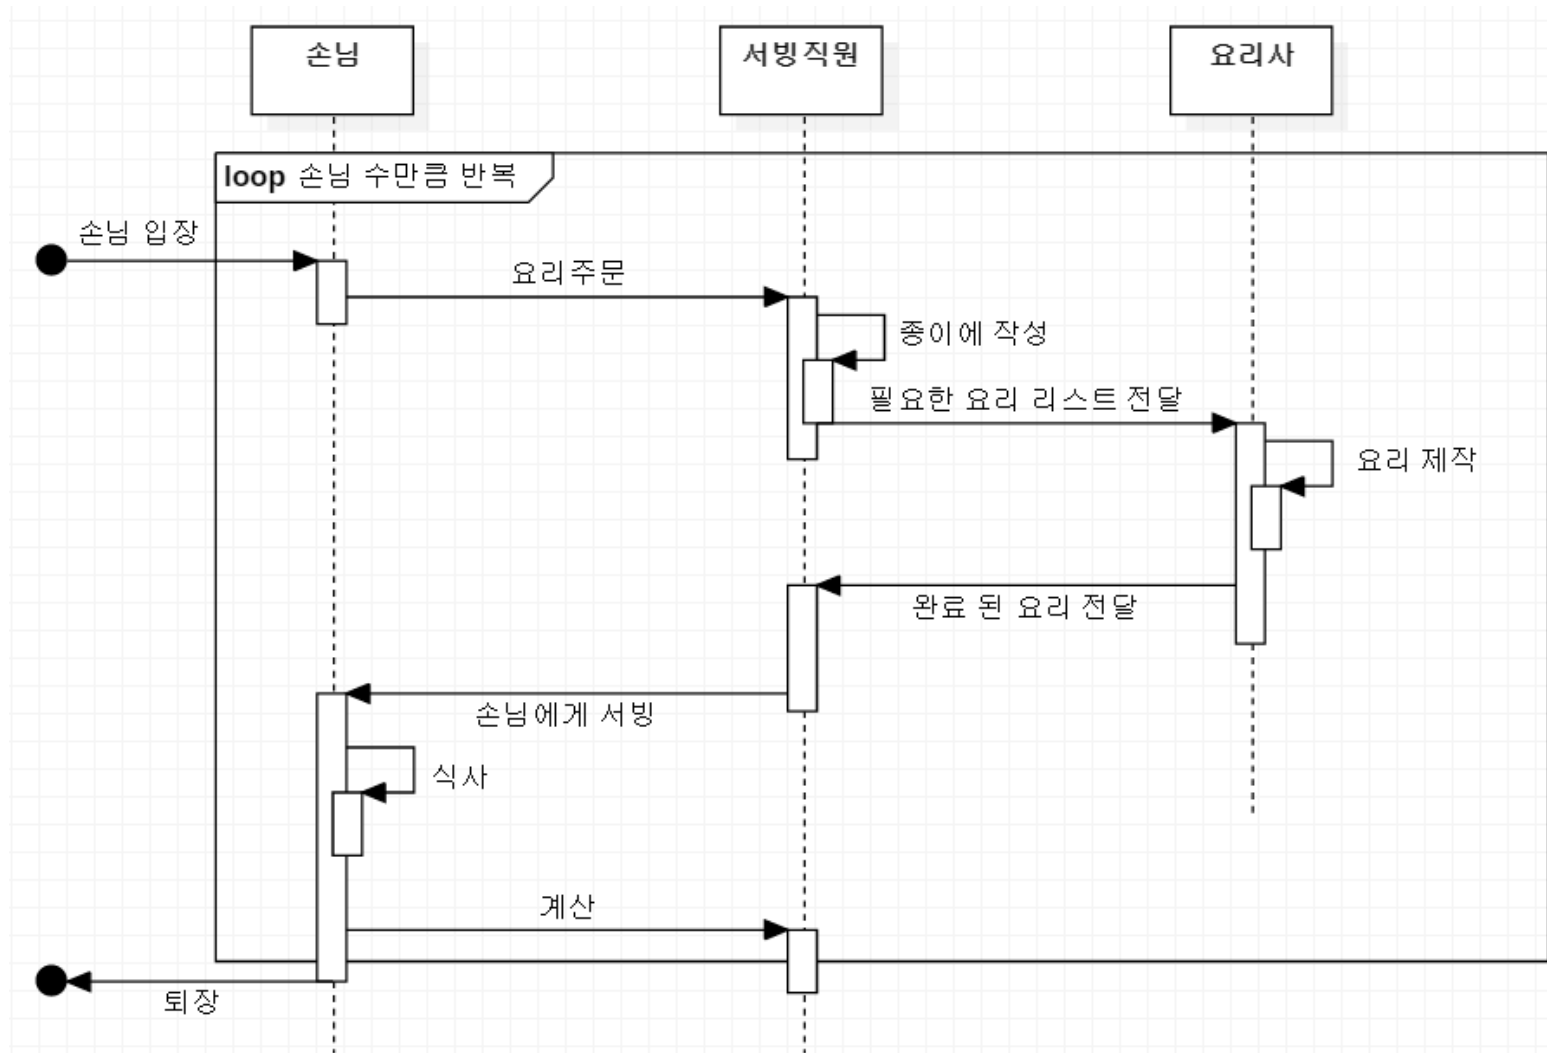 손님
서빙직원
요리사
loop 손님 수만큼 반복
손님 입장
요리주문
종이에 작성
필요한 요리 리스트 전달
요리 제작
완료 된 요리 전달
손님에게 서빙
식사
계산
퇴장